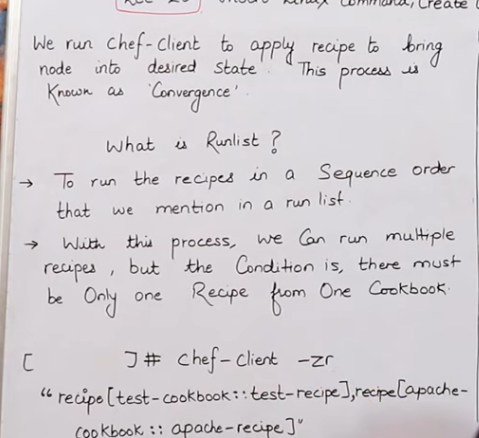 Linux Command, Create
We run Chef-Client to apply recipe to bring
node into desired state. This process is
Known as 'Convergence'.
What is Runlist?
→ To run the recipes in a Sequence order
that we mention in a run list.
→ With this process, we Can run multiple
recipes, but the Condition is, there must
be Only one Recipe from One Cookbook.
[ ]# Chef-client -zr
"recipe[test-cookbook::test-recipe],recipe[apache-
cookbook::apache-recipe]"